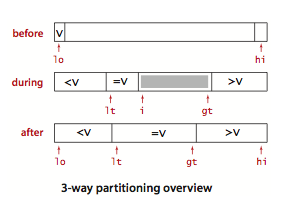 before
v
lo
hi
during
<v
=v
>v
lt
i
gt
after
<v
=v
>v
lo
lt
gt
hi
3-way partitioning overview